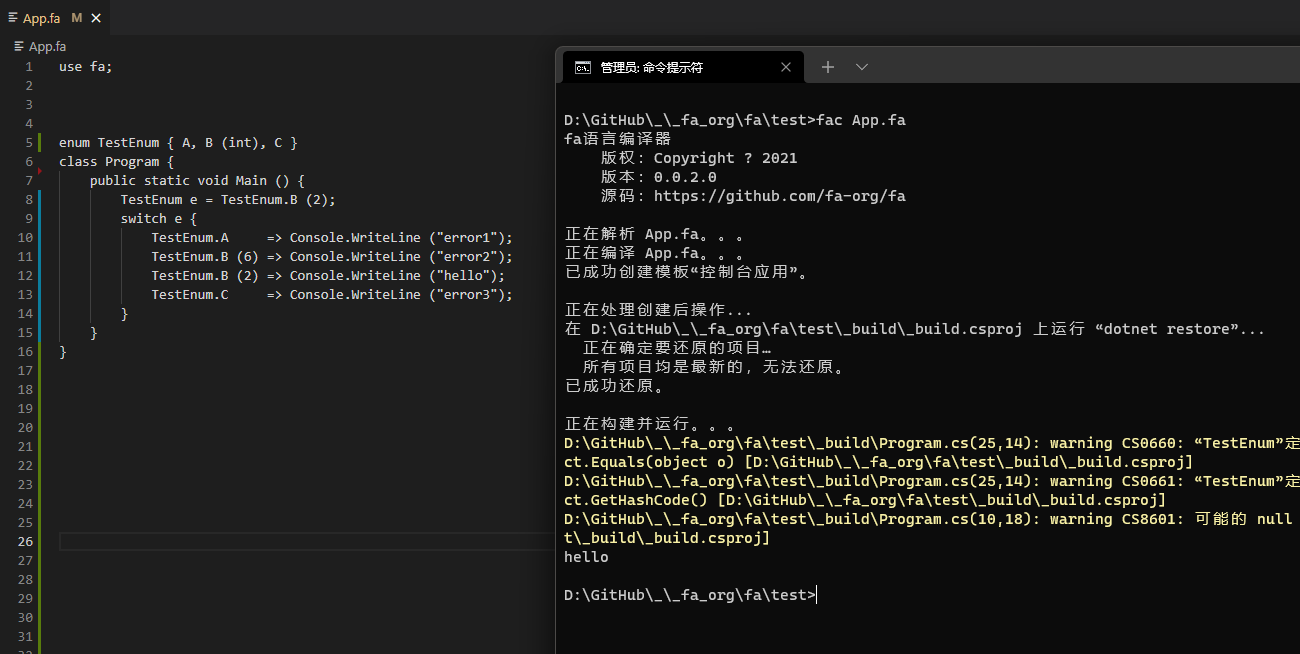 App.fa M
App.fa
1 use fa;
2
3
4
5 enum TestEnum { A, B (int), C }
6 class Program {
7 public static void Main () {
8 TestEnum e = TestEnum.B (2);
9 switch e {
10 TestEnum.A => Console.WriteLine ("error1");
11 TestEnum.B (6) => Console.WriteLine ("error2");
12 TestEnum.B (2) => Console.WriteLine ("hello");
13 TestEnum.C => Console.WriteLine ("error3");
14 }
15 }
16 }
17
18
19
20
21
22
23
24
25
26
27
28
29
30
31
管理员: 命令提示符
D:\GitHub\_\_fa_org\fa\test>fac App.fa
fa语言编译器
版权: Copyright ? 2021
版本: 0.0.2.0
源码: https://github.com/fa-org/fa
正在解析 App.fa。。。
正在编译 App.fa。。。
已成功创建模板“控制台应用”。
正在处理创建后操作...
在 D:\GitHub\_\_fa_org\fa\test\_build\_build.csproj 上运行 “dotnet restore”...
正在确定要还原的项目…
所有项目均是最新的，无法还原。
已成功还原。
正在构建并运行。。。
D:\GitHub\_\_fa_org\fa\test\_build\Program.cs(25,14): warning CS0660: “TestEnum”定
ct.Equals(object o) [D:\GitHub\_\_fa_org\fa\test\_build\_build.csproj]
D:\GitHub\_\_fa_org\fa\test\_build\Program.cs(25,14): warning CS0661: “TestEnum”定
ct.GetHashCode() [D:\GitHub\_\_fa_org\fa\test\_build\_build.csproj]
D:\GitHub\_\_fa_org\fa\test\_build\Program.cs(10,18): warning CS8601: 可能的 null
t\_build\_build.csproj]
hello
D:\GitHub\_\_fa_org\fa\test>